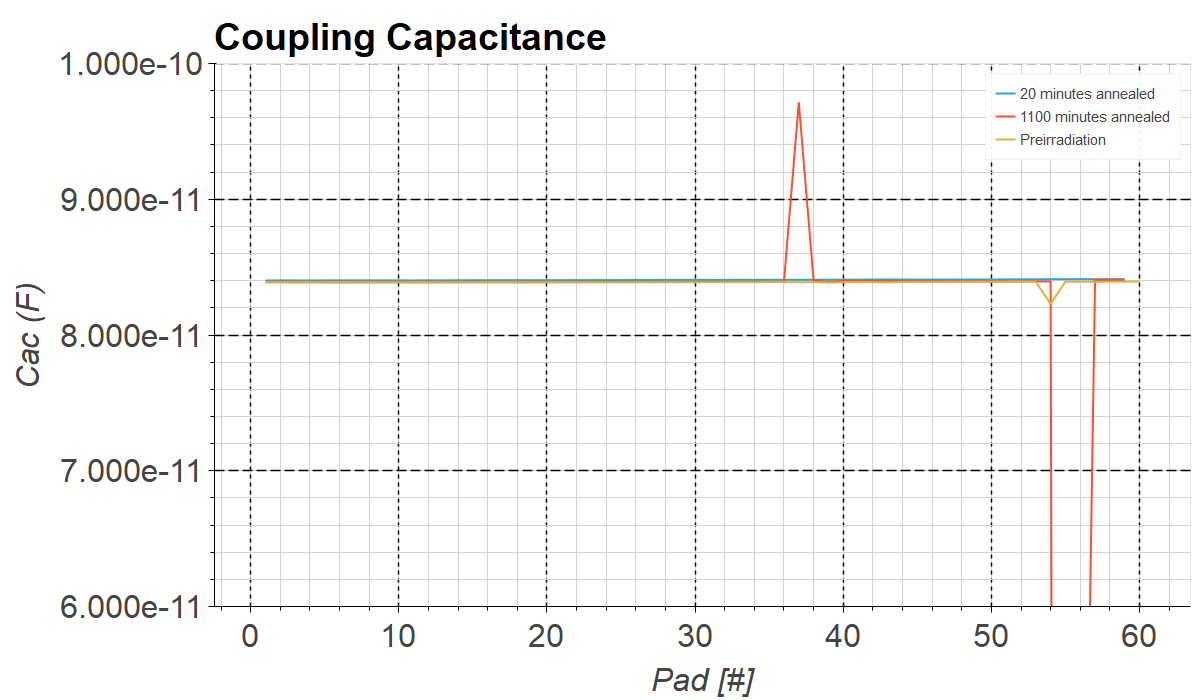 Coupling Capacitance
1.000e-10
9.000e-11
8.000e-11
7.000e-11
6.000e-11
Cac (F)
20 minutes annealed
1100 minutes annealed
Preirradiation
0 10 20 30 40 50 60
Pad [#]